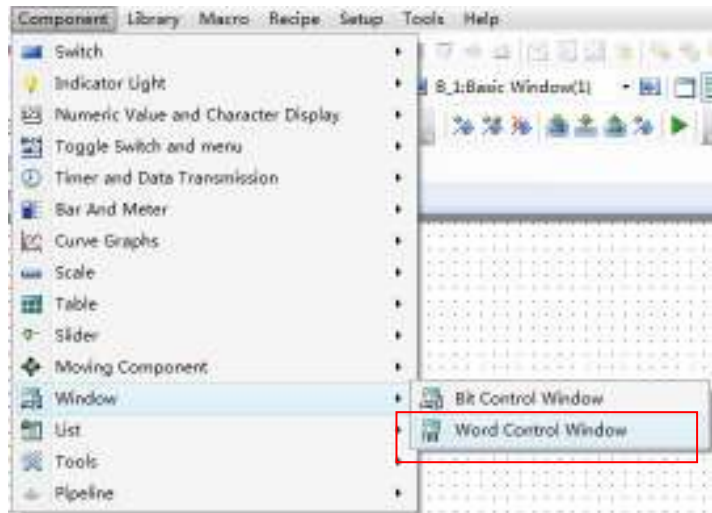 Component Library Macro Recipe Setup Tools Help
Switch
Indicator Light
B_1:Basic Window(1)
Numeric Value and Character Display
Toggle Switch and menu
Timer and Data Transmission
Bar And Meter
Curve Graphs
Scale
Table
Slider
Moving Component
Window
Bit Control Window
List
Word Control Window
Tools
Pipeline